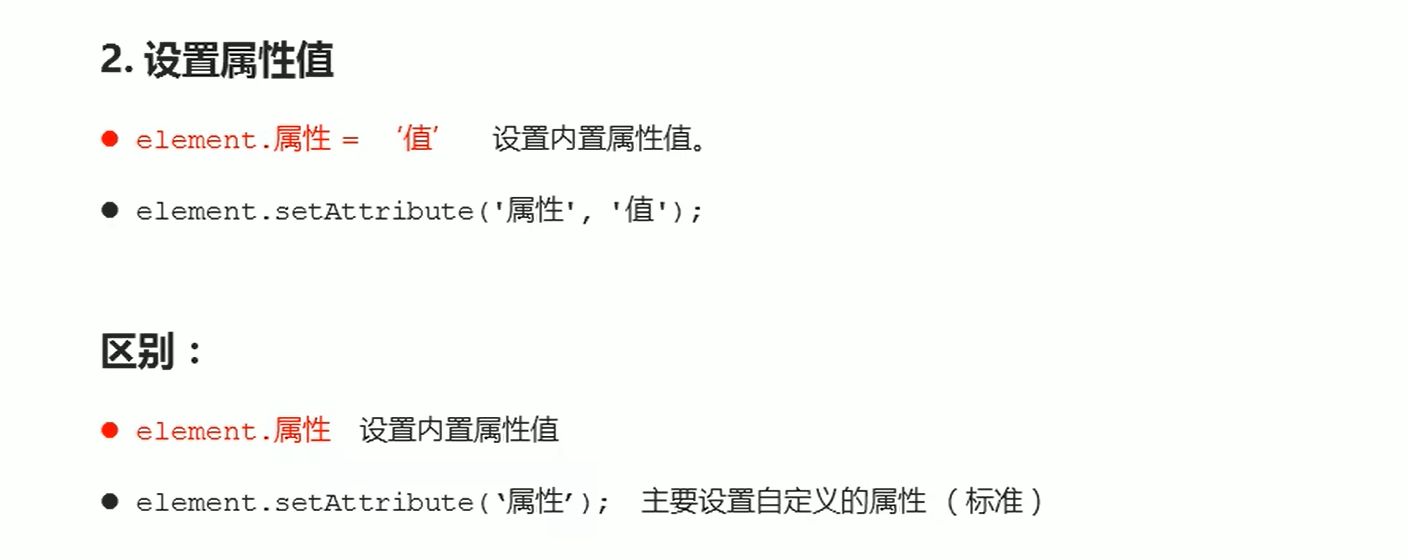 2. 设置属性值
● element.属性 = ‘值’ 设置内置属性值。
● element.setAttribute('属性', '值');
区别：
● element.属性 设置内置属性值
● element.setAttribute(‘属性’); 主要设置自定义的属性（标准）